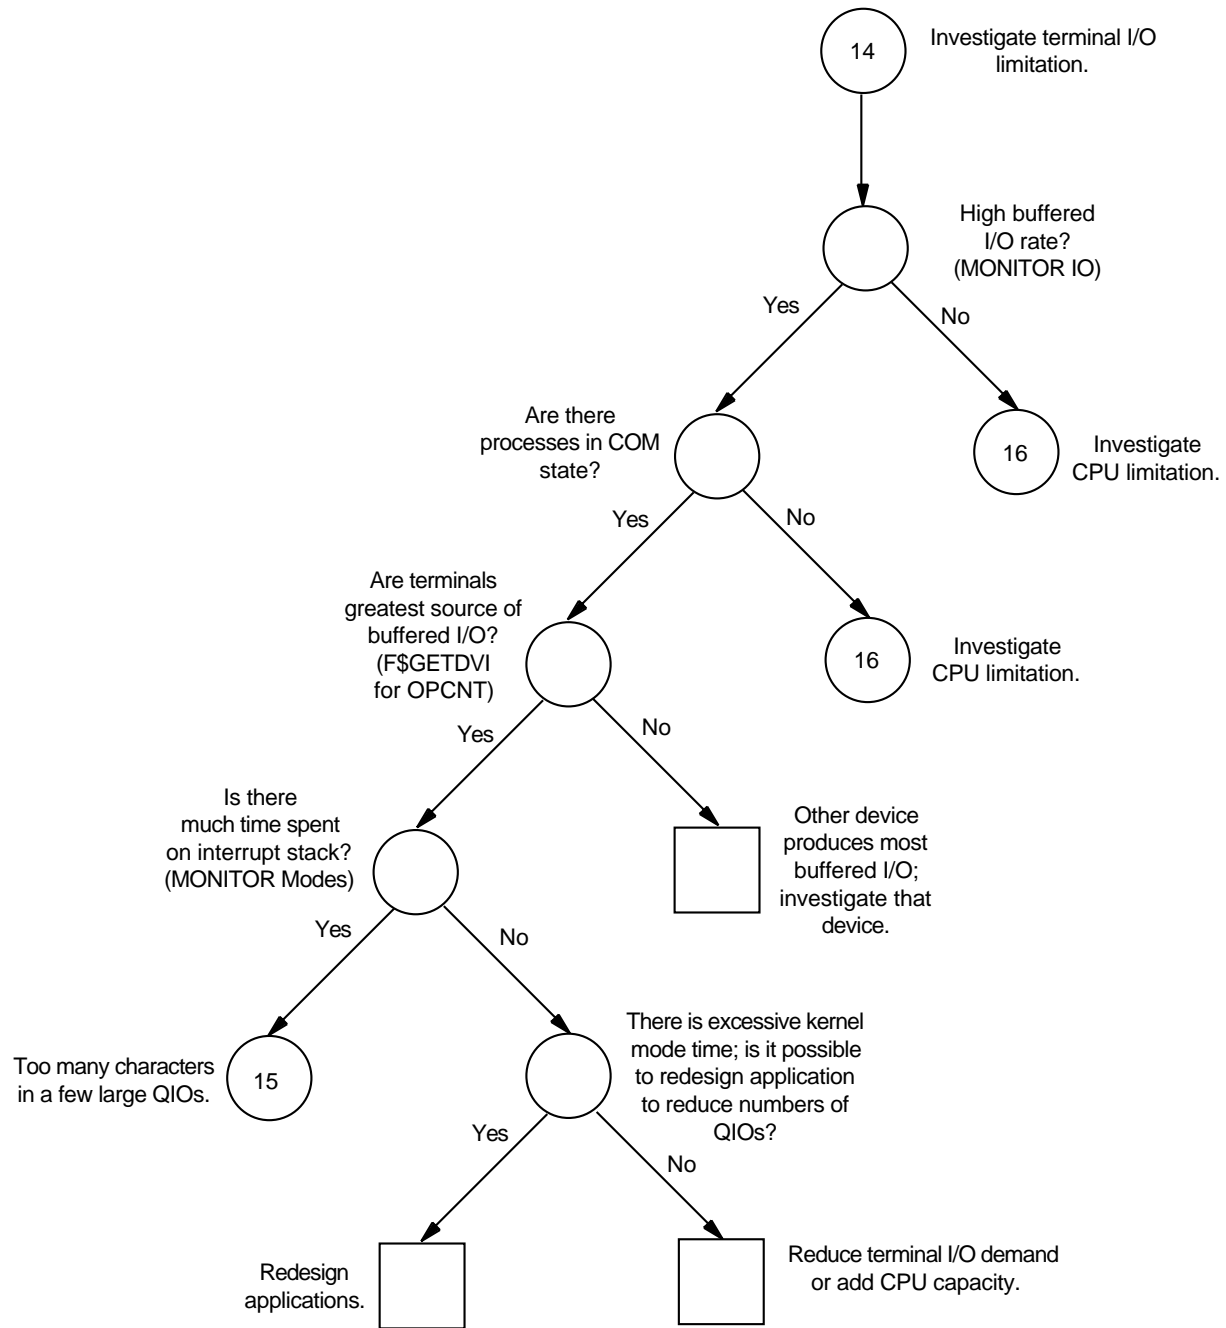 14
Investigate terminal I/O
limitation.
High buffered
I/O rate?
(MONITOR IO)
Yes
No
Are there
processes in COM
state?
16
Investigate
CPU limitation.
Yes
No
Are terminals
greatest source of
buffered I/O?
(F$GETDVI
for OPCNT)
16
Investigate
CPU limitation.
Yes
No
Is there
much time spent
on interrupt stack?
(MONITOR Modes)
Other device
produces most
buffered I/O;
investigate that
device.
Yes
No
Too many characters
in a few large QIOs.
15
There is excessive kernel
mode time; is it possible
to redesign application
to reduce numbers of
QIOs?
Yes
No
Redesign
applications.
Reduce terminal I/O demand
or add CPU capacity.